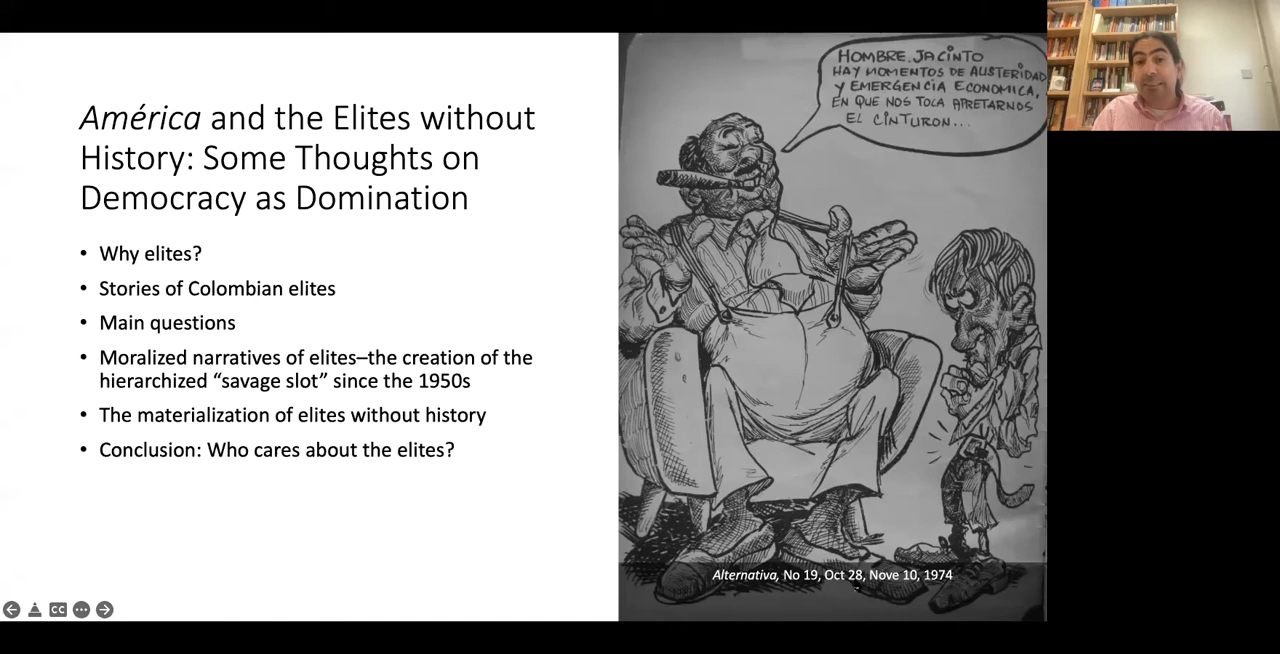 América and the Elites without
History: Some Thoughts on
Democracy as Domination
• Why elites?
• Stories of Colombian elites
• Main questions
• Moralized narratives of elites–the creation of the
hierarchized “savage slot” since the 1950s
• The materialization of elites without history
• Conclusion: Who cares about the elites?
HOMBRE JACINTO
HAY MOMENTOS DE AUSTERIDAD
Y EMERGENCIA ECONOMICA,
EN QUE NOS TOCA APRETARNOS
EL CINTURON...
Alternativa, No 19, Oct 28, Nove 10, 1974
CC